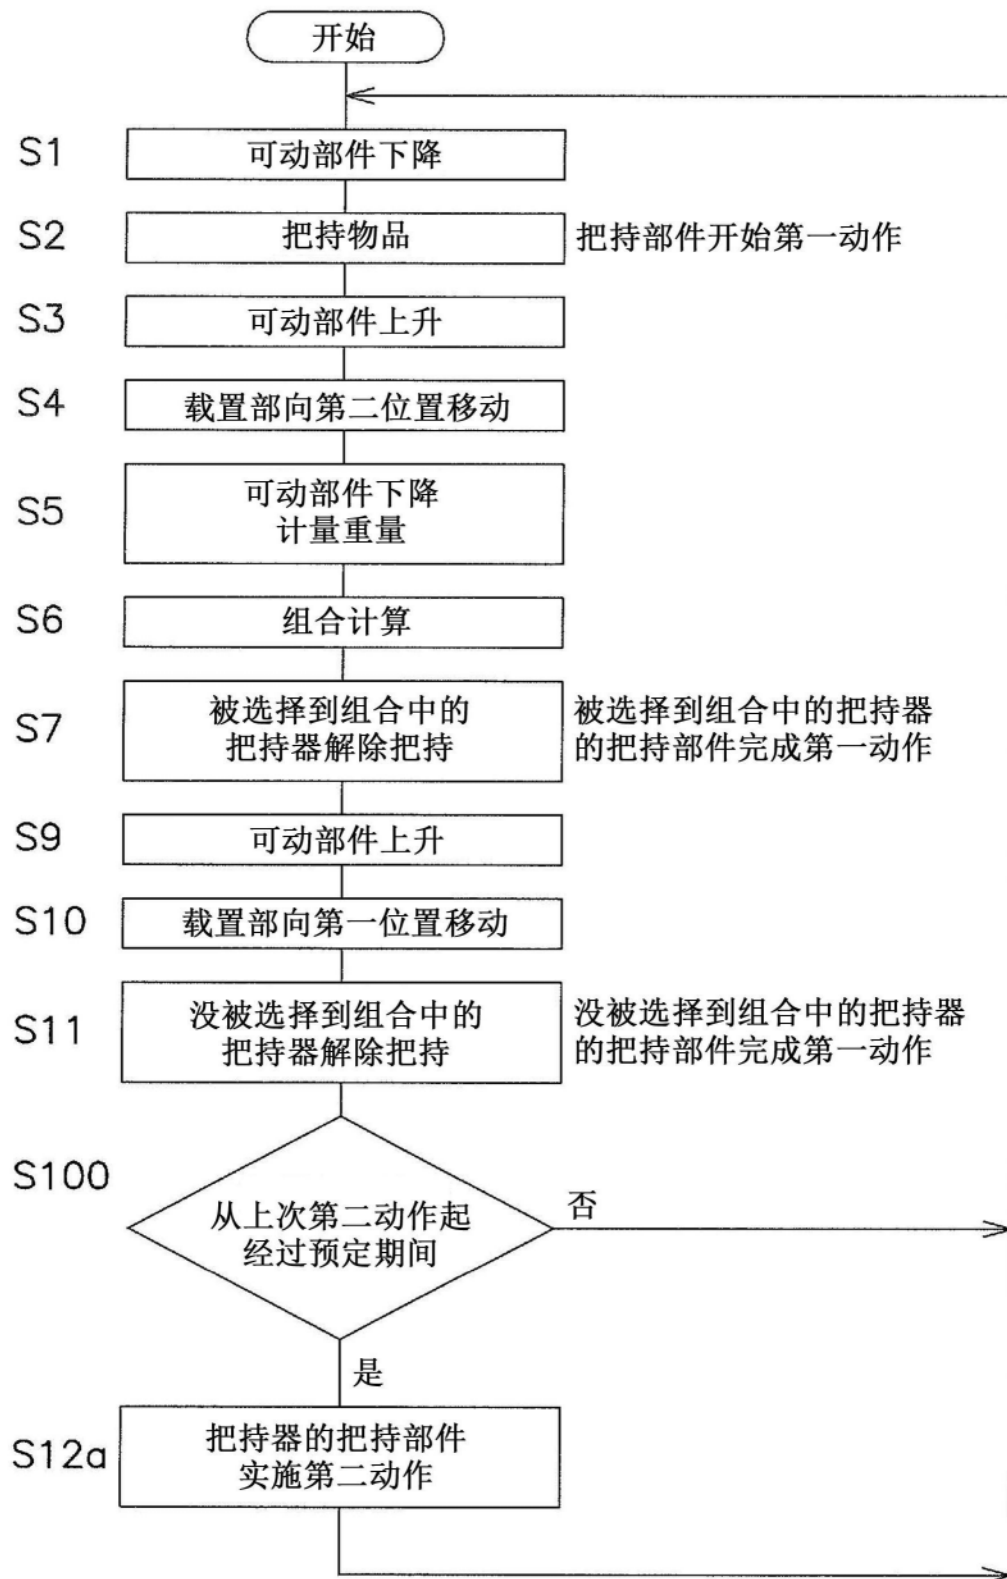 开始
S1
可动部件下降
S2
把持物品
把持部件开始第一动作
S3
可动部件上升
S4
载置部向第二位置移动
S5
可动部件下降
计量重量
S6
组合计算
S7
被选择到组合中的
把持器解除把持
被选择到组合中的把持器
的把持部件完成第一动作
S9
可动部件上升
S10
载置部向第一位置移动
S11
没被选择到组合中的
把持器解除把持
没被选择到组合中的把持器
的把持部件完成第一动作
S100
从上次第二动作起
经过预定期间
否
是
S12a
把持器的把持部件
实施第二动作